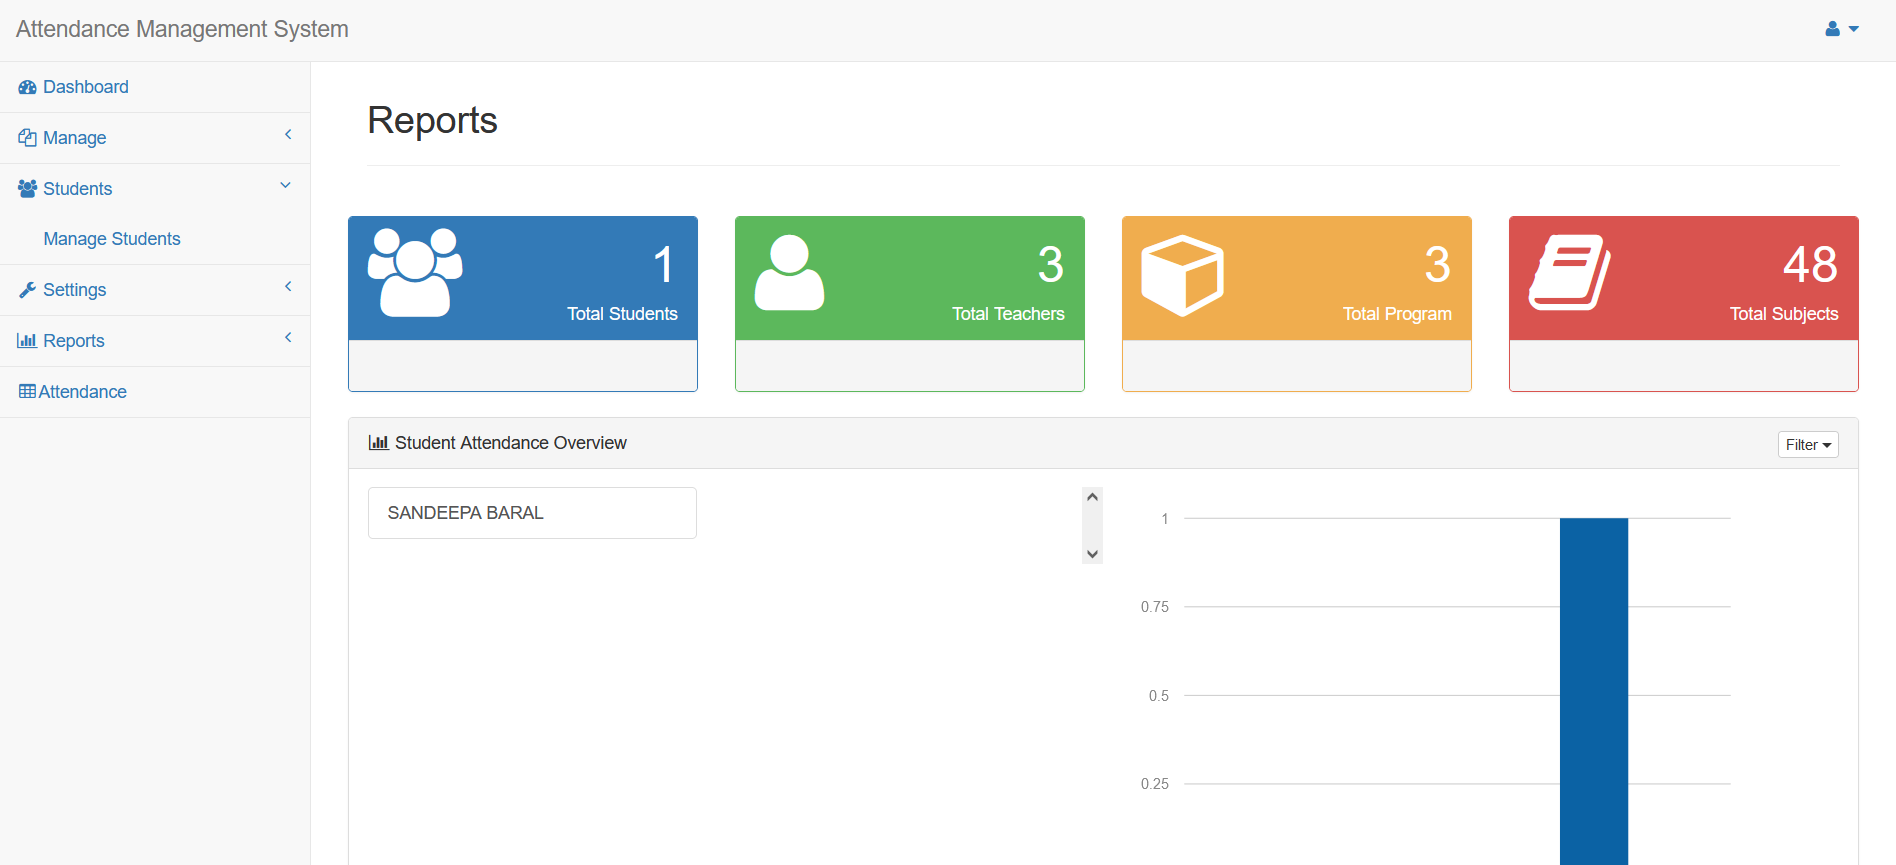 Attendance Management System
Dashboard
Manage
Students
Manage Students
Settings
Reports
Attendance
Reports
1
Total Students
3
Total Teachers
3
Total Program
48
Total Subjects
Student Attendance Overview
Filter
SANDEEPA BARAL
1
0.75
0.5
0.25